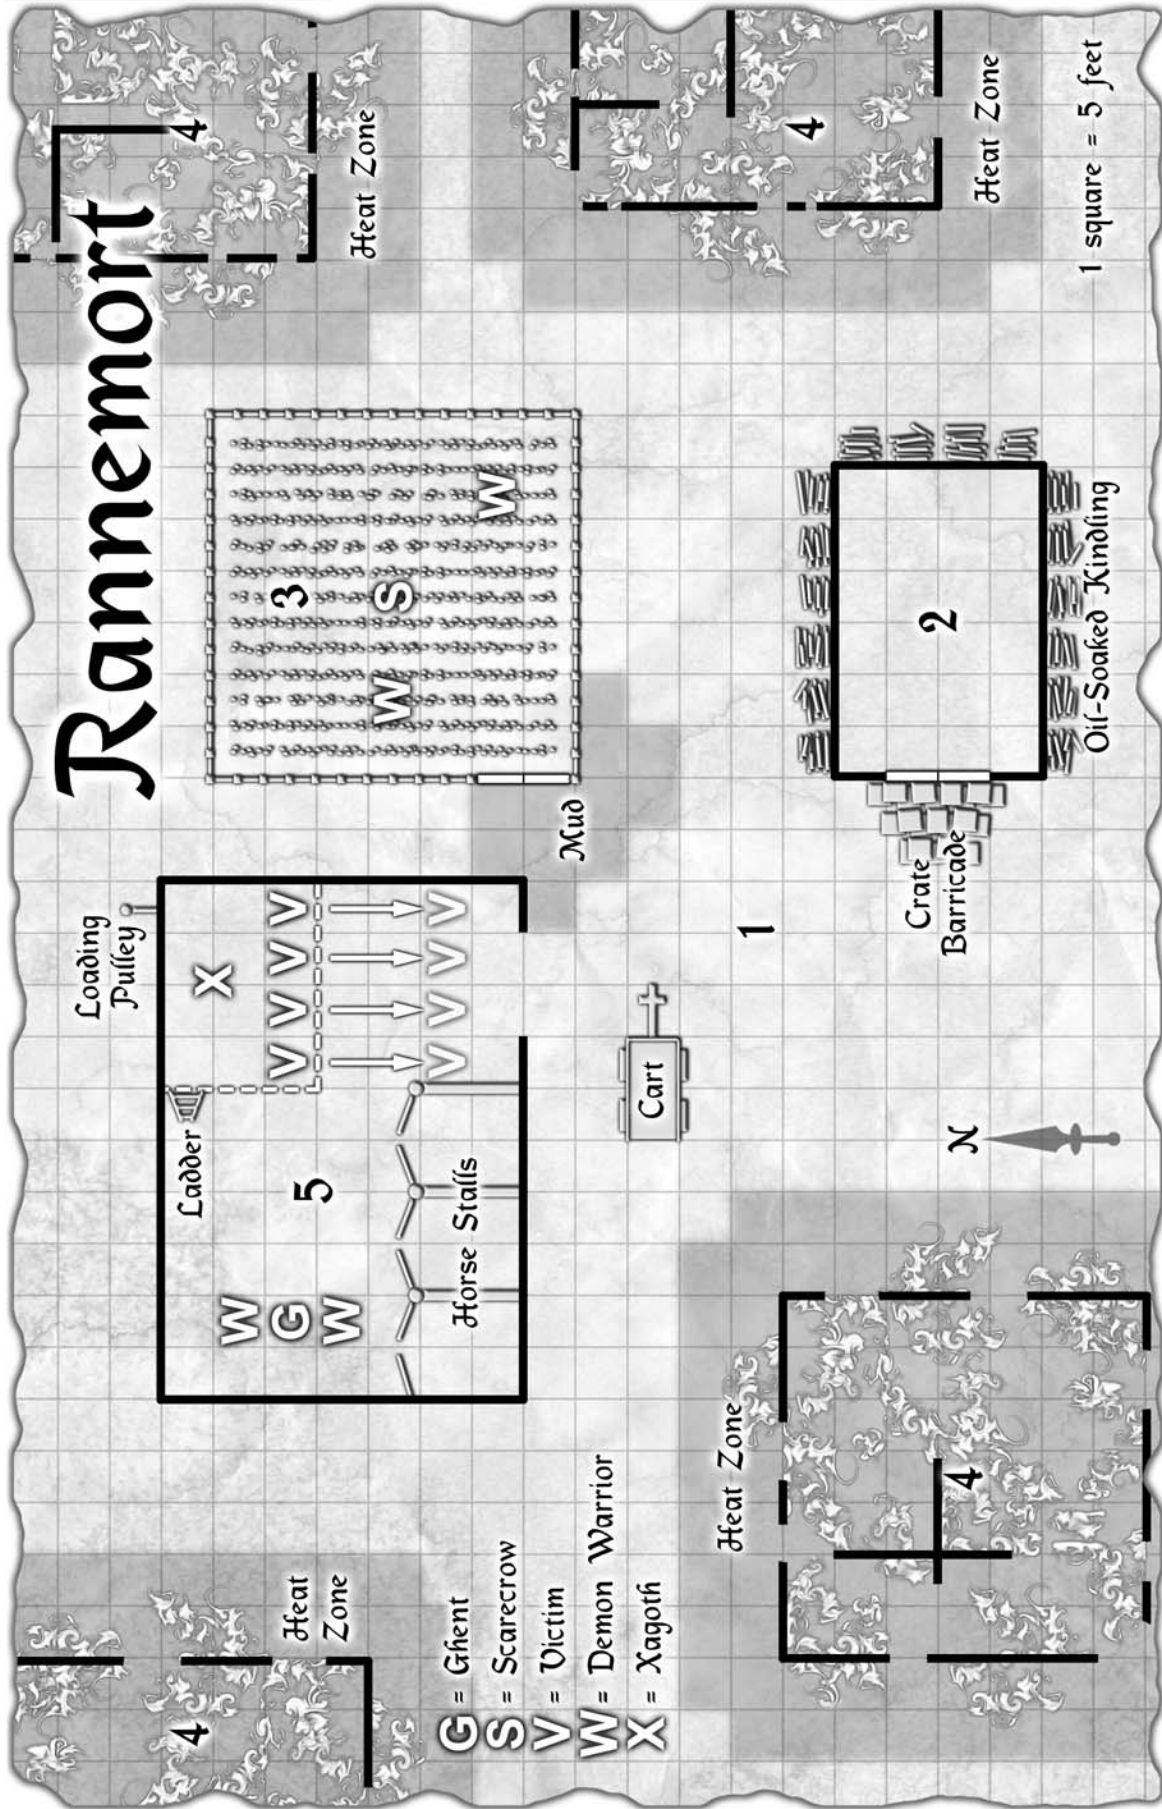 Rannemort
4
Heat
Zone
G = Ghent
S = Scarecrow
V = Victim
W = Demon Warrior
X = Xagoth
Heat Zone
4
W
G
W
5
Ladder
Horse Stalls
Loading
Pulley
X
V V V V
V V V V
Cart
N
1
Mud
3
W
S
W
Crate
Barricade
2
Oil-Soaked Kindling
4
Heat Zone
4
Heat Zone
1 square = 5 feet